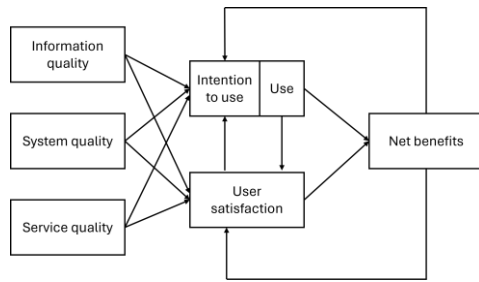 Information
quality
Intention
to use
Use
System quality
Net benefits
User
satisfaction
Service quality